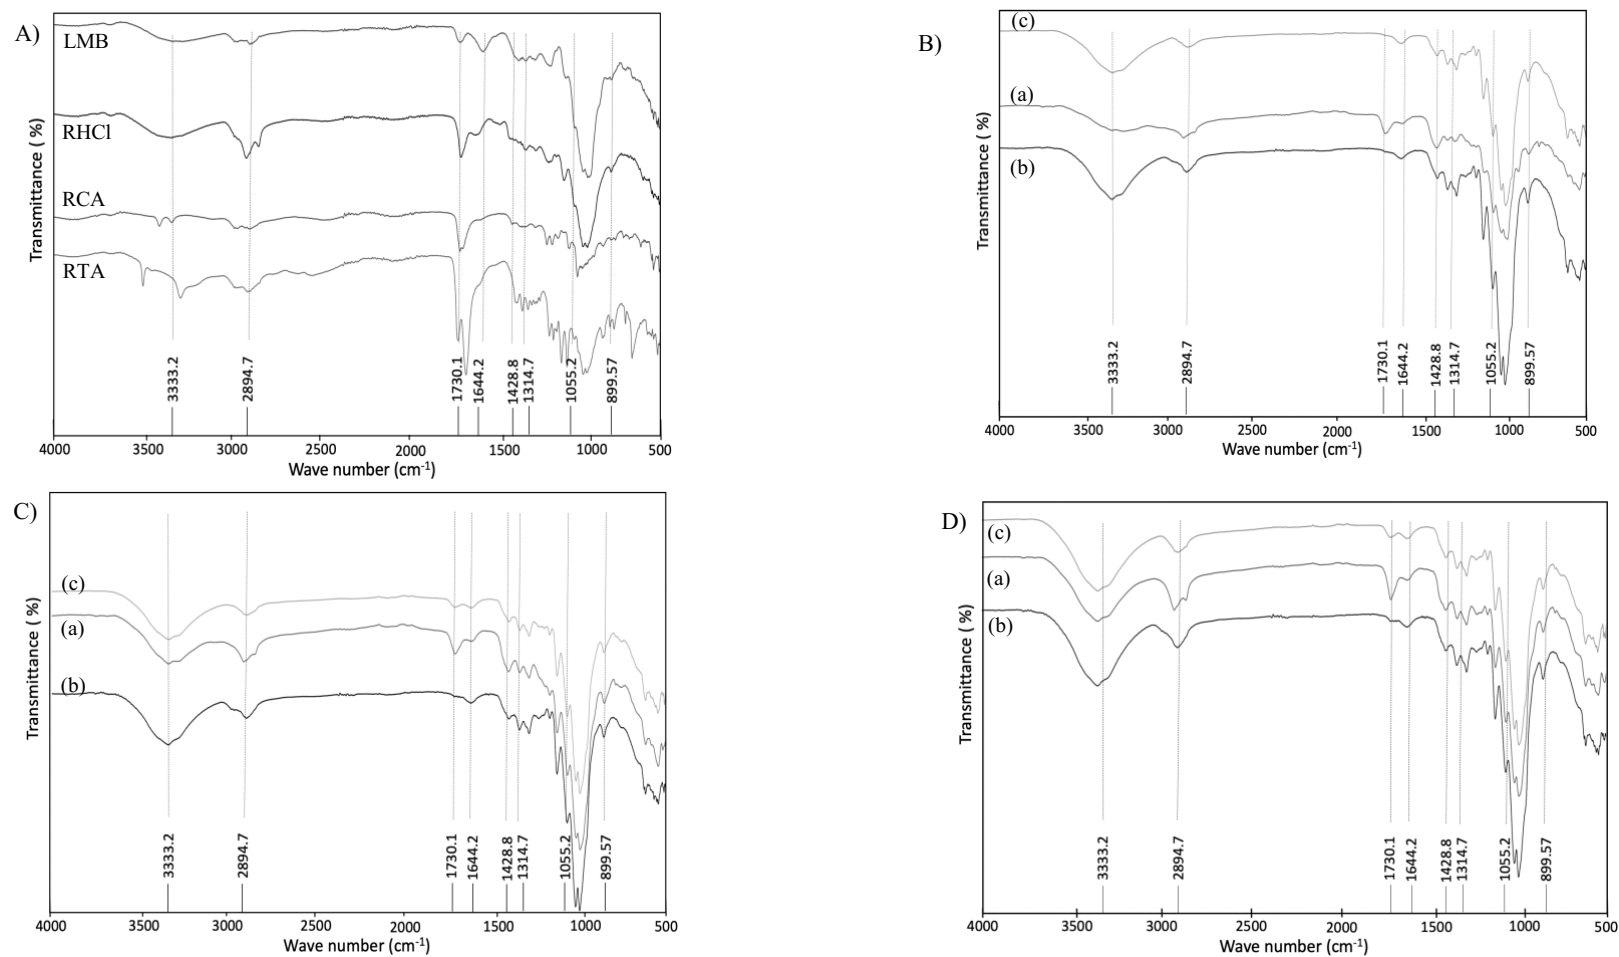 A)
LMB
RHCl
RCA
RTA
Transmittance ( %)
3333.2
2894.7
1730.1
1644.2
1428.8
1314.7
1055.2
899.57
4000 3500 3000 2500 2000 1500 1000 500
Wave number (cm-1)
B)
(c)
(a)
(b)
Transmittance ( %)
3333.2
2894.7
1730.1
1644.2
1428.8
1314.7
1055.2
899.57
4000 3500 3000 2500 2000 1500 1000 500
Wave number (cm-1)
C)
(c)
(a)
(b)
Transmittance ( %)
3333.2
2894.7
1730.1
1644.2
1428.8
1314.7
1055.2
899.57
4000 3500 3000 2500 2000 1500 1000 500
Wave number (cm-1)
D)
(c)
(a)
(b)
Transmittance ( %)
3333.2
2894.7
1730.1
1644.2
1428.8
1314.7
1055.2
899.57
4000 3500 3000 2500 2000 1500 1000 500
Wave number (cm-1)